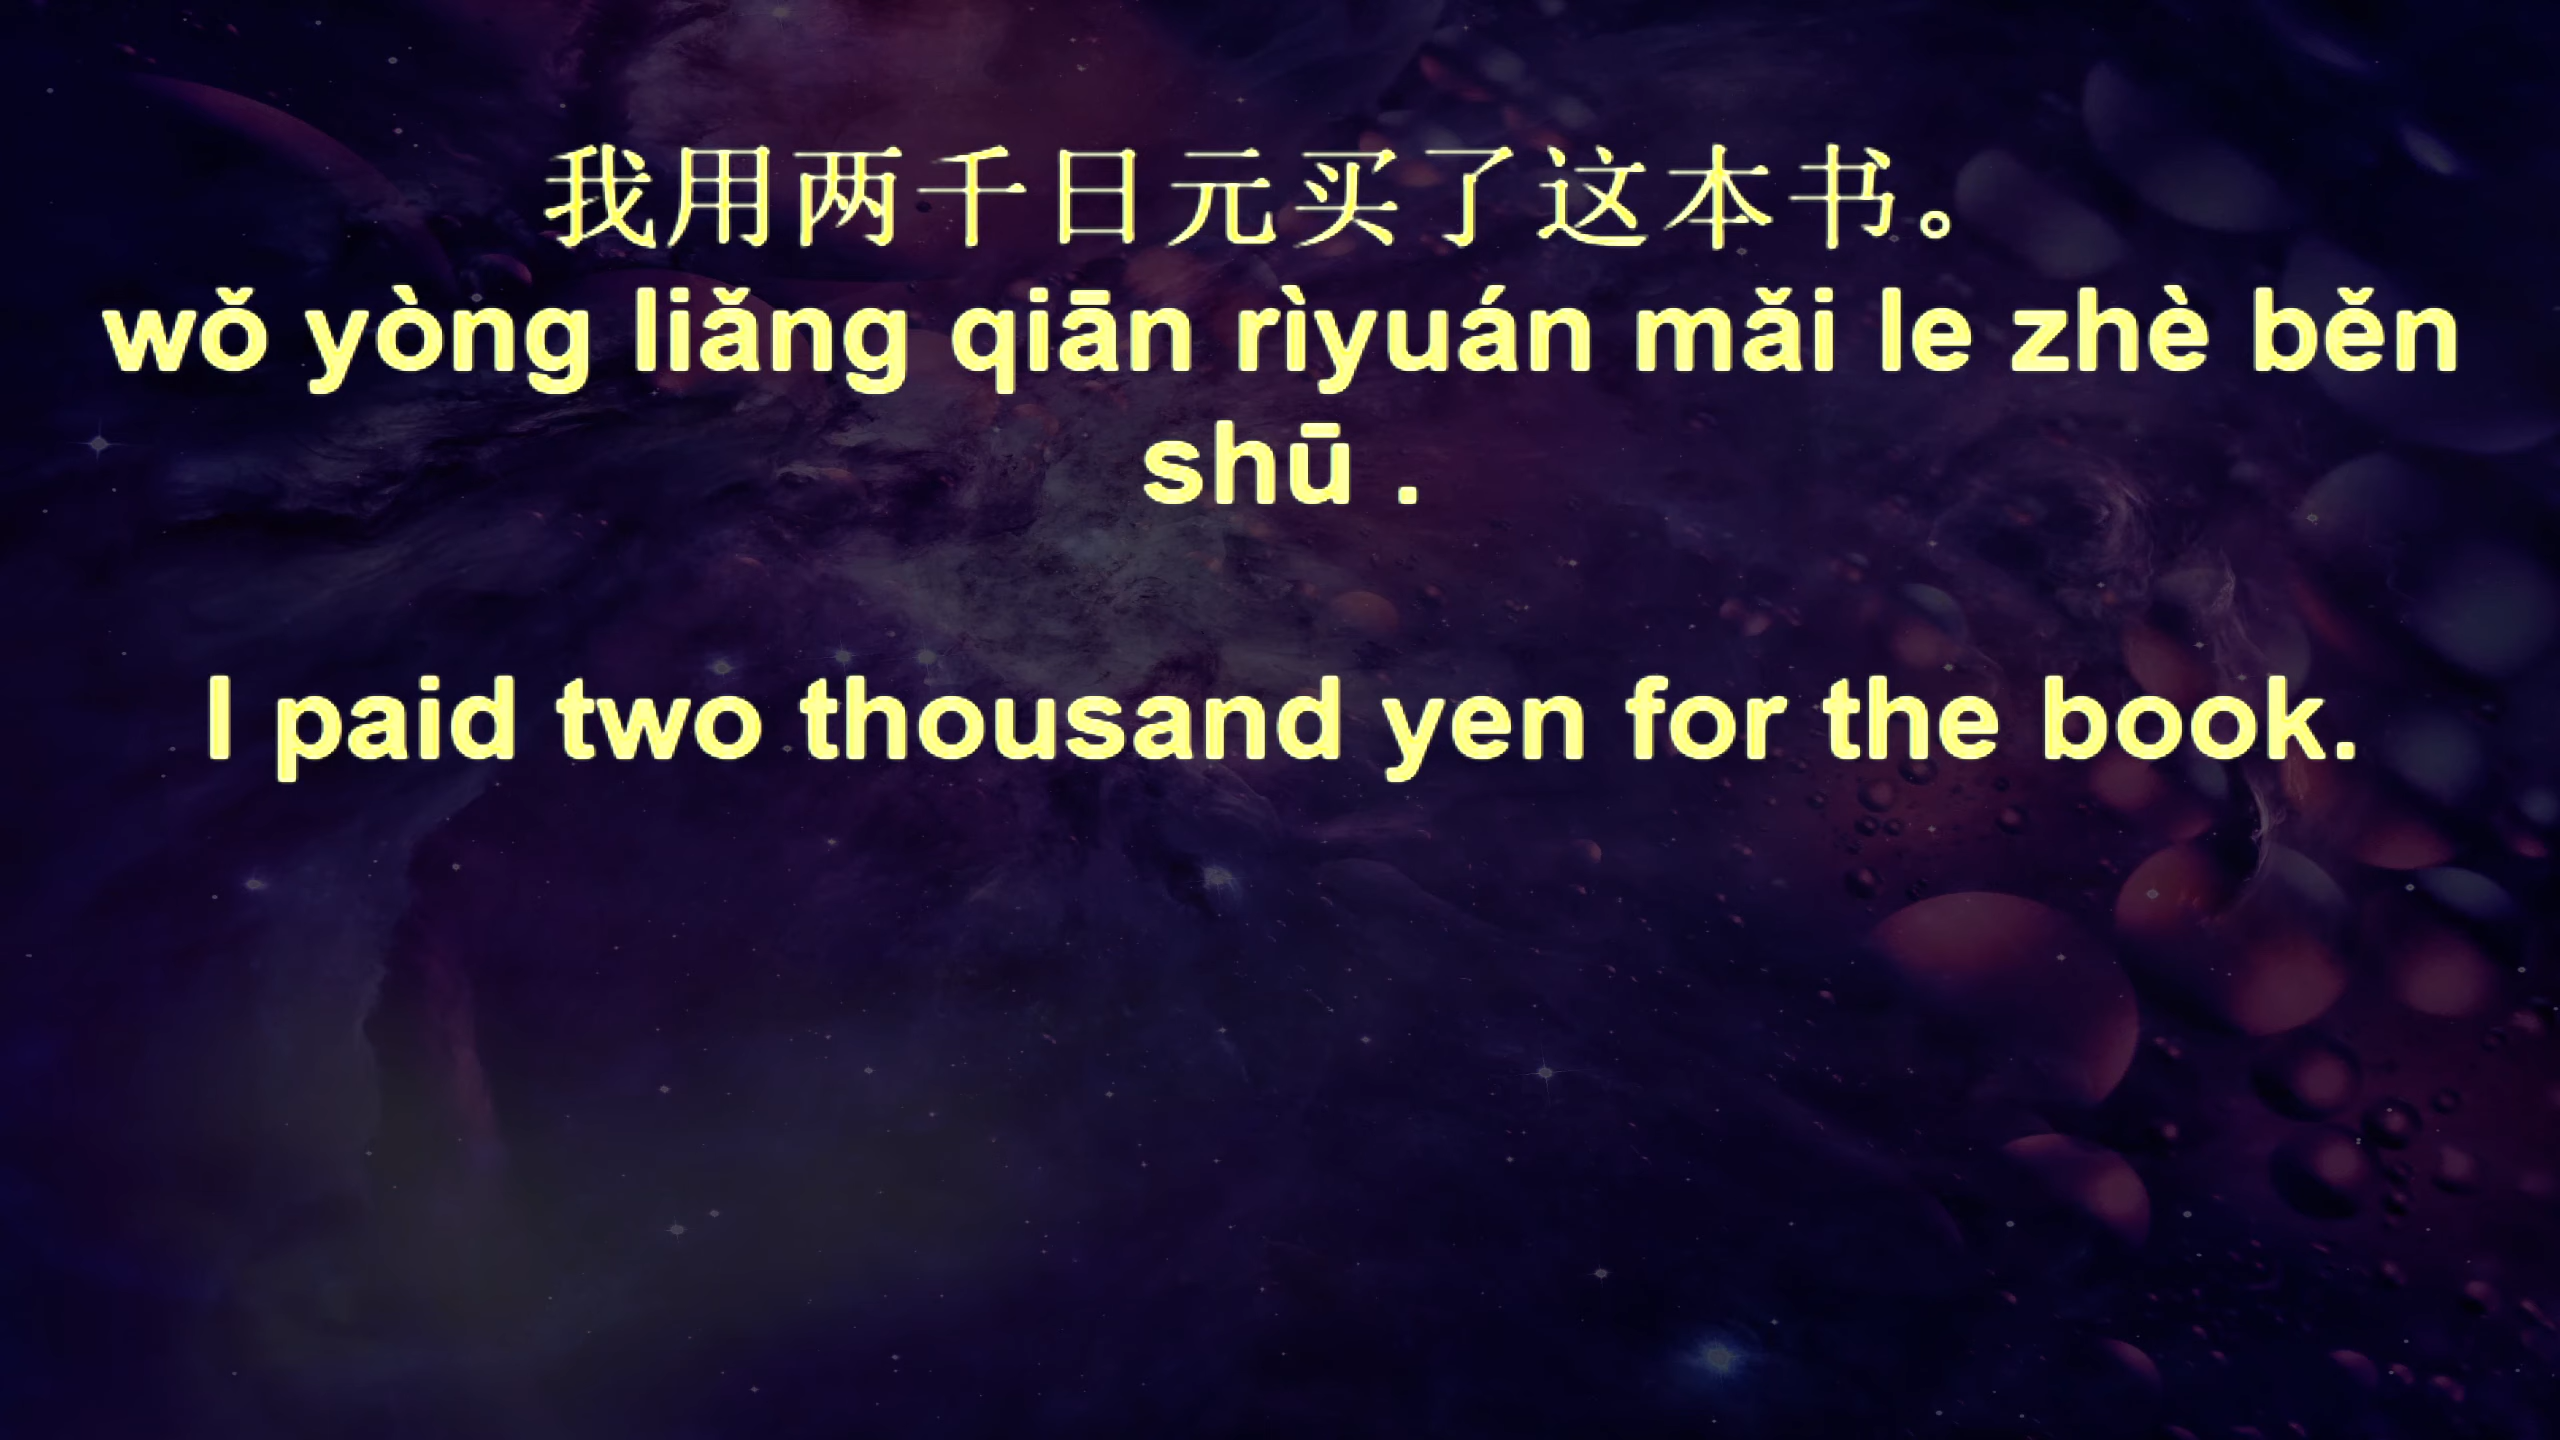 我用两千日元买了这本书。
wǒ yòng liǎng qiān rìyuán mǎi le zhè běn
shū .
I paid two thousand yen for the book.